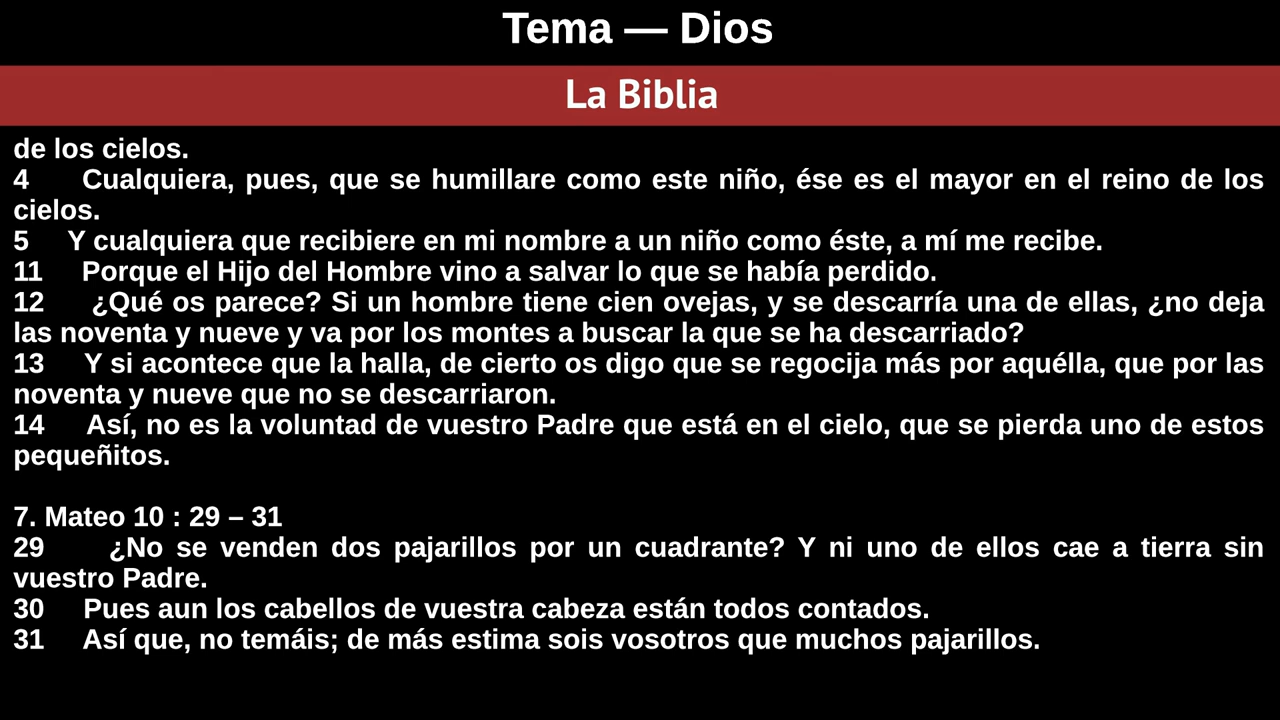 Tema — Dios
La Biblia
de los cielos.
4 Cualquiera, pues, que se humillare como este niño, ése es el mayor en el reino de los
cielos.
5 Y cualquiera que recibiere en mi nombre a un niño como éste, a mí me recibe.
11 Porque el Hijo del Hombre vino a salvar lo que se había perdido.
12 ¿Qué os parece? Si un hombre tiene cien ovejas, y se descarría una de ellas, ¿no deja
las noventa y nueve y va por los montes a buscar la que se ha descarriado?
13 Y si acontece que la halla, de cierto os digo que se regocija más por aquélla, que por las
noventa y nueve que no se descarriaron.
14 Así, no es la voluntad de vuestro Padre que está en el cielo, que se pierda uno de estos
pequeñitos.
7. Mateo 10 : 29 – 31
29 ¿No se venden dos pajarillos por un cuadrante? Y ni uno de ellos cae a tierra sin
vuestro Padre.
30 Pues aun los cabellos de vuestra cabeza están todos contados.
31 Así que, no temáis; de más estima sois vosotros que muchos pajarillos.